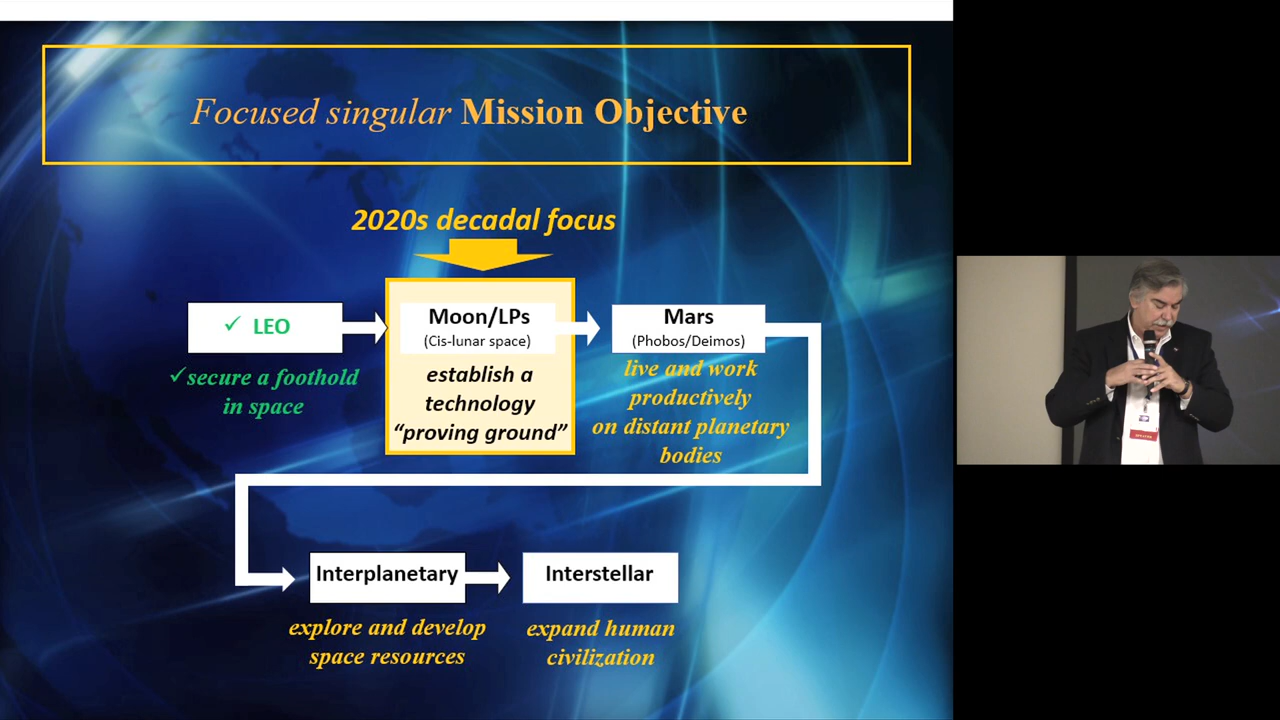 Focused singular Mission Objective
2020s decadal focus
✓ LEO
✓secure a foothold
in space
Moon/LPs
(Cis-lunar space)
establish a
technology
“proving ground”
Mars
(Phobos/Deimos)
live and work
productively
on distant planetary
bodies
Interplanetary
explore and develop
space resources
Interstellar
expand human
civilization